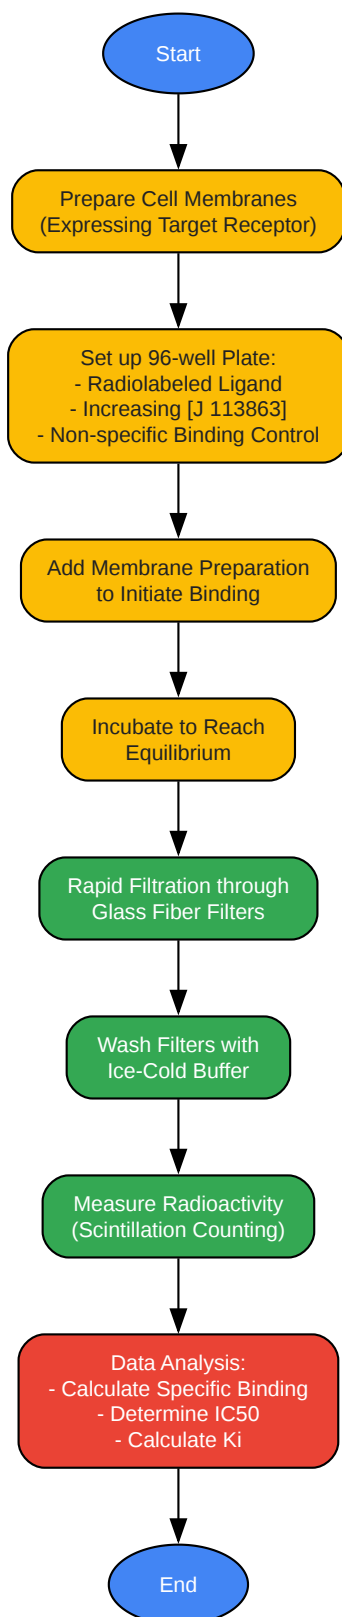 Start
Prepare Cell Membranes
(Expressing Target Receptor)
Set up 96-well Plate:
- Radiolabeled Ligand
- Increasing [J 113863]
- Non-specific Binding Control
Add Membrane Preparation
to Initiate Binding
Incubate to Reach
Equilibrium
Rapid Filtration through
Glass Fiber Filters
Wash Filters with
Ice-Cold Buffer
Measure Radioactivity
(Scintillation Counting)
Data Analysis:
- Calculate Specific Binding
- Determine IC50
- Calculate Ki
End